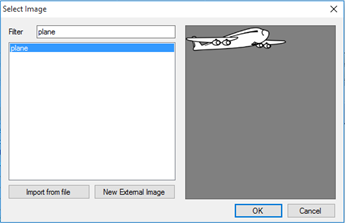 Select Image
Filter
plane
plane
Import from file
New External Image
OK
Cancel